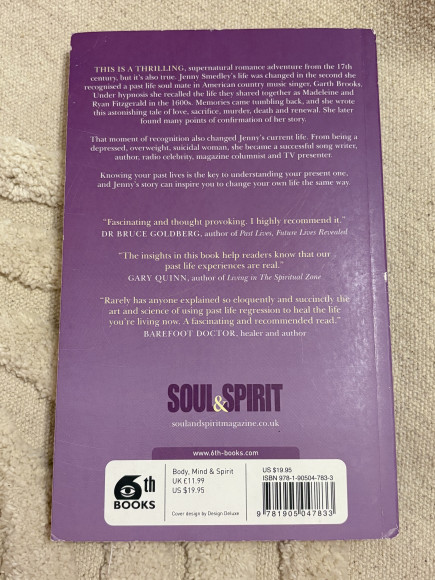 THIS IS A THRILLING, supernatural romance adventure from the 17th
century, but it's also true. Jenny Smedley's life was changed in the second she
recognised a past life soul mate in American country music singer, Garth Brooks.
Under hypnosis she recalled the life they shared together as Madeleine and
Ryan Fitzgerald in the 1600s. Memories came tumbling back, and she wrote
this astonishing tale of love, sacrifice, murder, death and renewal. She later
found many points of confirmation of her story.
That moment of recognition also changed Jenny's current life. From being a
depressed, overweight, suicidal woman, she became a successful song writer,
author, radio celebrity, magazine columnist and TV presenter.
Knowing your past lives is the key to understanding your present one,
and Jenny's story can inspire you to change your own life the same way.
"Fascinating and thought provoking. I highly recommend it."
DR BRUCE GOLDBERG, author of Past Lives, Future Lives Revealed
"The insights in this book help readers know that our
past life experiences are real."
GARY QUINN, author of Living in The Spiritual Zone
"Rarely has anyone explained so eloquently and succinctly the
art and science of using past life regression to heal the life
you're living now. A fascinating and recommended read."
BAREFOOT DOCTOR, healer and author
SOUL&SPIRIT
soulandspiritmagazine.co.uk
www.6th-books.com
6th
BOOKS
Body, Mind & Spirit
UK £11.99
US $19.95
Cover design by Design Deluxe
US $19.95
ISBN 978-1-90504-783-3
9 781905 047833